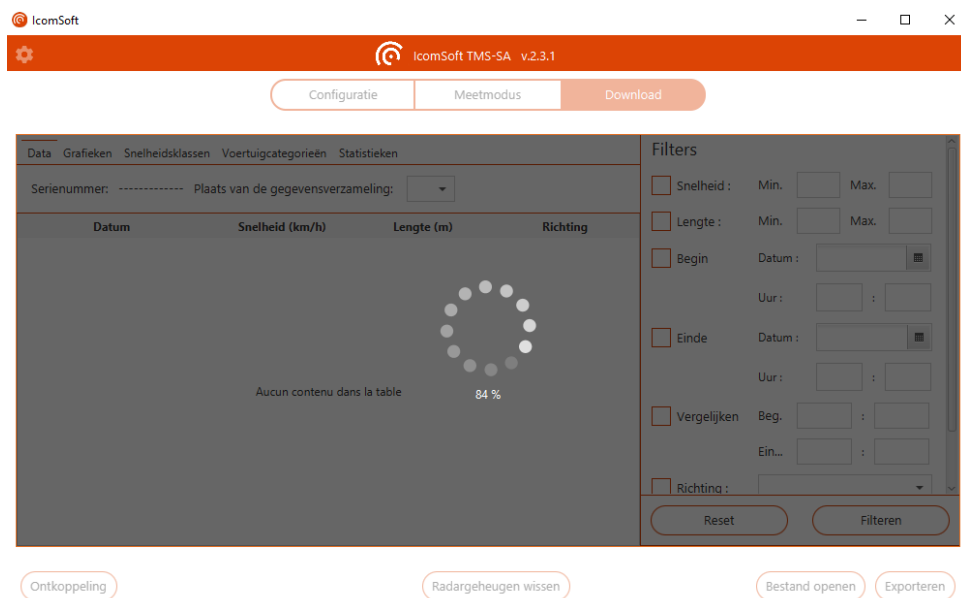 IcomSoft
IcomSoft TMS-SA v.2.3.1
Configuratie Meetmodus Download
Data Grafieken Snelheidsklassen Voertuigcategorieën Statistieken
Serienummer: ------------- Plaats van de gegevensverzameling:
Datum Snelheid (km/h) Lengte (m) Richting
Aucun contenu dans la table
84 %
Filters
Snelheid : Min. Max.
Lengte : Min. Max.
Begin Datum :
Uur : :
Einde Datum :
Uur : :
Vergelijken Beg. :
Ein... :
Richting :
Reset Filteren
Ontkoppeling Radargeheugen wissen Bestand openen Exporteren